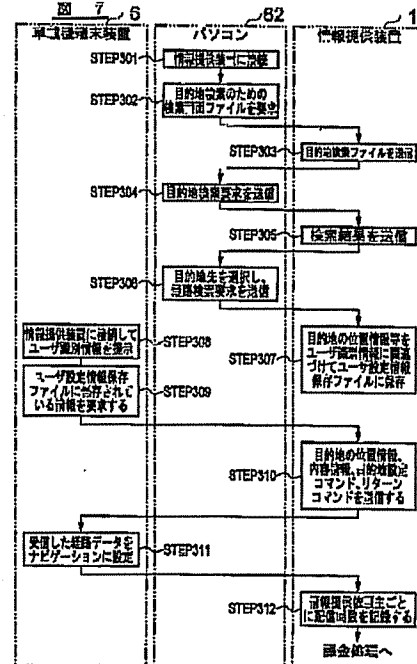 図 7
6
62
1
車載機端末装置
パソコン
情報提供装置
STEP301
情報提供装置に接続
STEP302
目的地検索のための
検索画面ファイルを要求
STEP303
目的地検索ファイルを送信
STEP304
目的地検索要求を送信
STEP305
検索結果を送信
STEP306
目的地先を選択し、
経路検索要求を送信
STEP307
目的地の位置情報等を
ユーザ識別情報に関連
づけてユーザ設定情報
保存ファイルに保存
STEP308
情報提供装置に接続して
ユーザ識別情報を提示
STEP309
ユーザ設定情報保存
ファイルに保存されて
いる情報を要求する
STEP310
目的地の位置情報、
内容情報、目的地設定
コマンド、リターン
コマンドを送信する
STEP311
受信した経路データを
ナビゲーションに設定
STEP312
情報提供依頼主ごと
に配信回数を記録する
課金処理へ